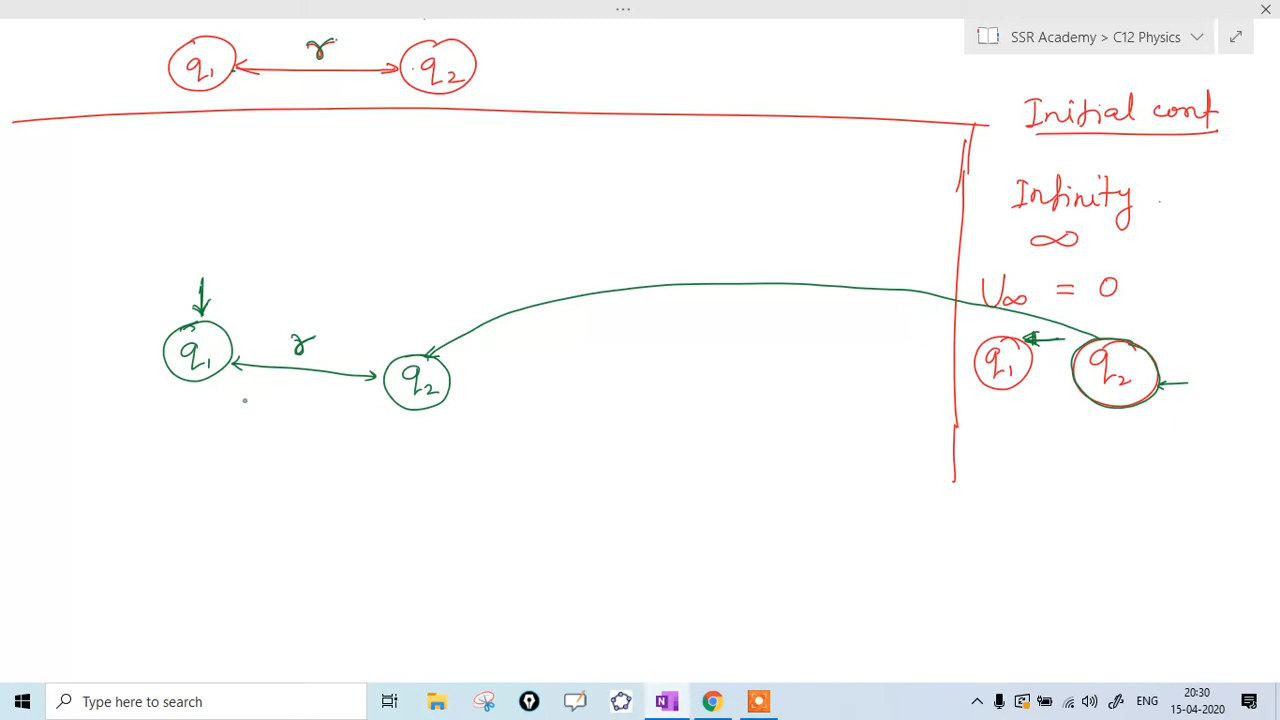 ...
SSR Academy > C12 Physics
q₁ r q₂
Initial conf
Infinity
∞
U∞ = 0
q₁ r q₂
q₁ q₂
Type here to search
ENG
20:30
15-04-2020